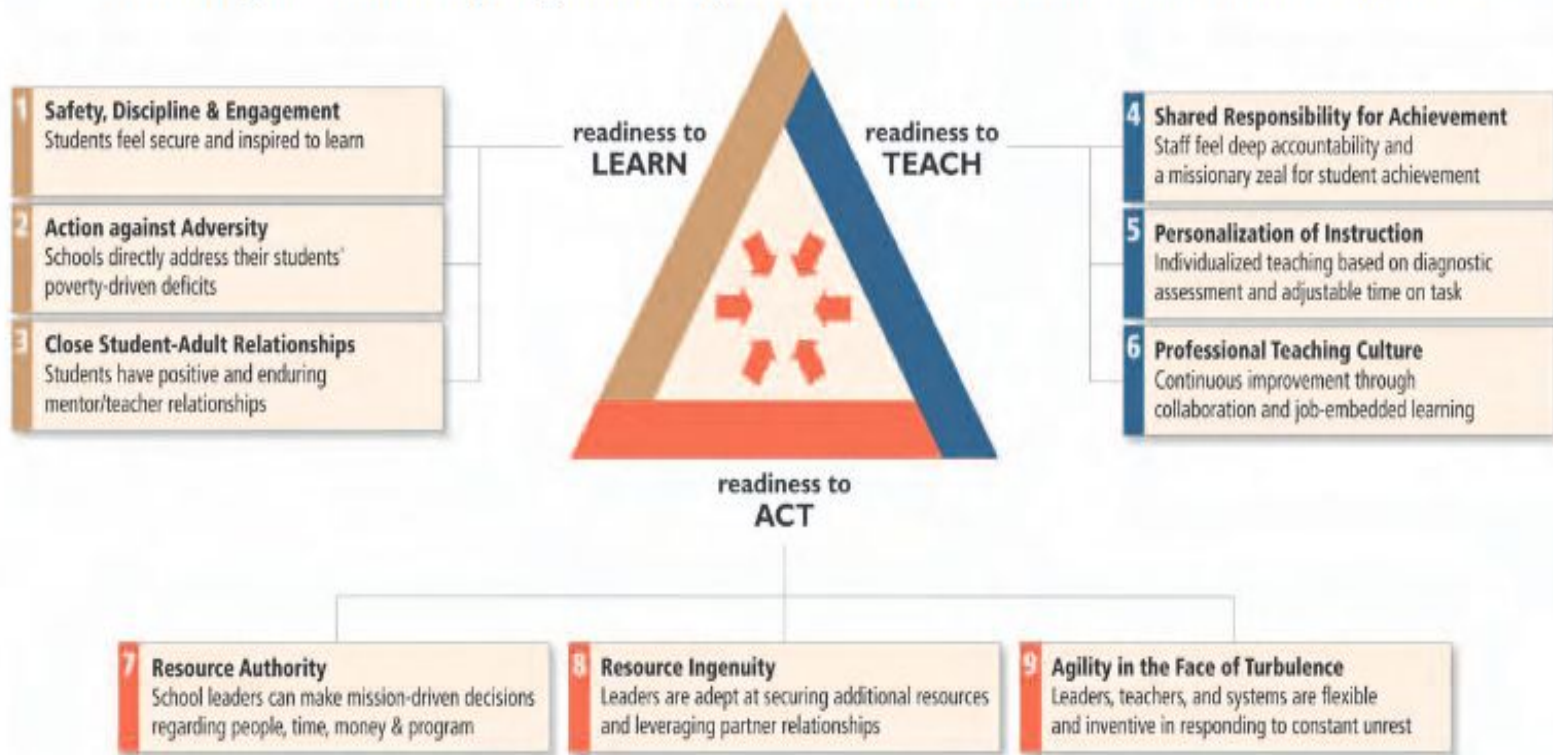 readiness to
LEARN
1
Safety, Discipline & Engagement
Students feel secure and inspired to learn
2
Action against Adversity
Schools directly address their students'
poverty-driven deficits
3
Close Student-Adult Relationships
Students have positive and enduring
mentor/teacher relationships
readiness to
TEACH
4
Shared Responsibility for Achievement
Staff feel deep accountability and
a missionary zeal for student achievement
5
Personalization of Instruction
Individualized teaching based on diagnostic
assessment and adjustable time on task
6
Professional Teaching Culture
Continuous improvement through
collaboration and job-embedded learning
readiness to
ACT
7
Resource Authority
School leaders can make mission-driven decisions
regarding people, time, money & program
8
Resource Ingenuity
Leaders are adept at securing additional resources
and leveraging partner relationships
9
Agility in the Face of Turbulence
Leaders, teachers, and systems are flexible
and inventive in responding to constant unrest